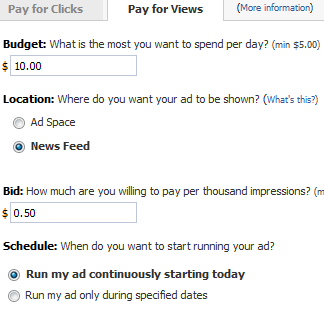 Pay for Clicks Pay for Views (More information)
Budget: What is the most you want to spend per day? (min $5.00)
$ 10.00
Location: Where do you want your ad to be shown? (What's this?)
Ad Space
News Feed
Bid: How much are you willing to pay per thousand impressions? (m
$ 0.50
Schedule: When do you want to start running your ad?
Run my ad continuously starting today
Run my ad only during specified dates